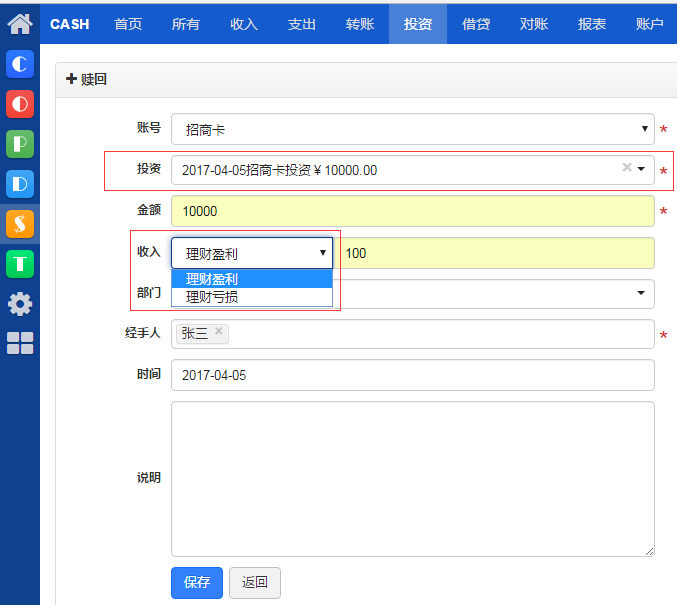 CASH 首页 所有 收入 支出 转账 投资 借贷 对账 报表 账户
赎回
账号 招商卡 *
投资 2017-04-05招商卡投资￥10000.00 *
金额 10000 *
收入 理财盈利 100
理财盈利
理财亏损
部门
经手人 张三 *
时间 2017-04-05
说明
保存 返回